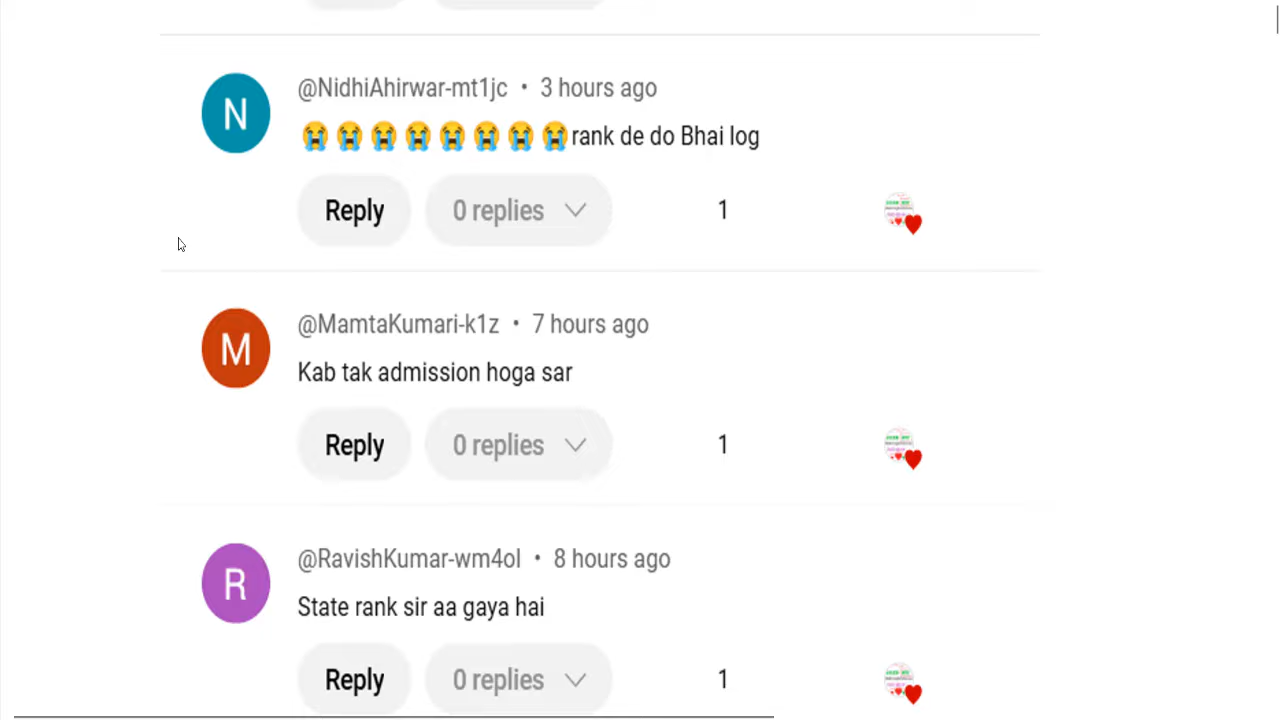 @NidhiAhirwar-mt1jc • 3 hours ago
😭😭😭😭😭😭😭😭rank de do Bhai log
Reply 0 replies 1
@MamtaKumari-k1z • 7 hours ago
Kab tak admission hoga sar
Reply 0 replies 1
@RavishKumar-wm4ol • 8 hours ago
State rank sir aa gaya hai
Reply 0 replies 1